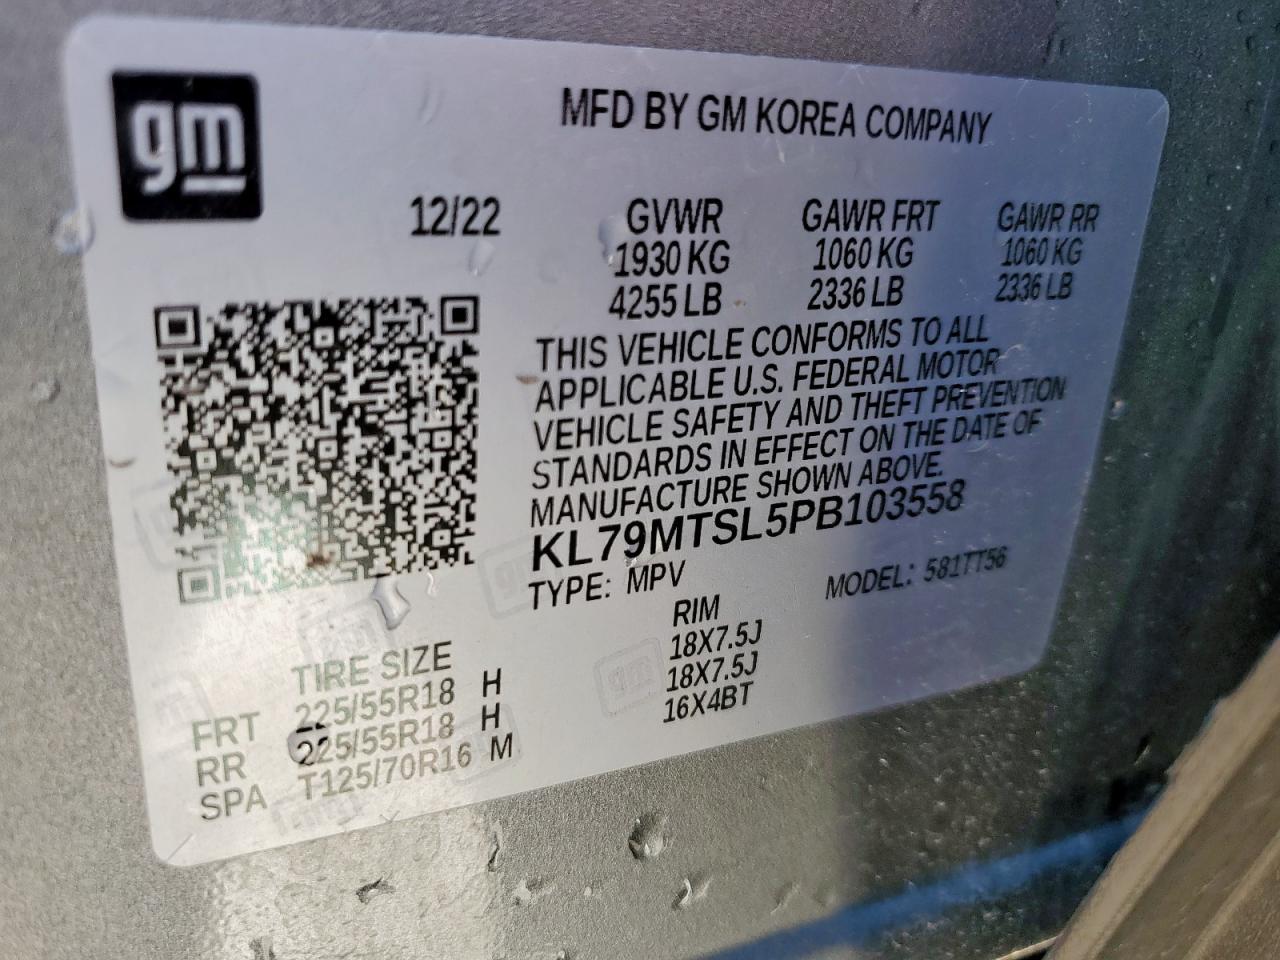 gm
MFD BY GM KOREA COMPANY
12/22
GVWR GAWR FRT GAWR RR
1930 KG 1060 KG 1060 KG
4255 LB 2336 LB 2336 LB
THIS VEHICLE CONFORMS TO ALL
APPLICABLE U.S. FEDERAL MOTOR
VEHICLE SAFETY AND THEFT PREVENTION
STANDARDS IN EFFECT ON THE DATE OF
MANUFACTURE SHOWN ABOVE.
KL79MTSL5PB103558
TYPE: MPV MODEL: 581TT56
TIRE SIZE RIM
FRT 225/55R18 H 18X7.5J
RR 225/55R18 H 18X7.5J
SPA T125/70R16 M 16X4BT